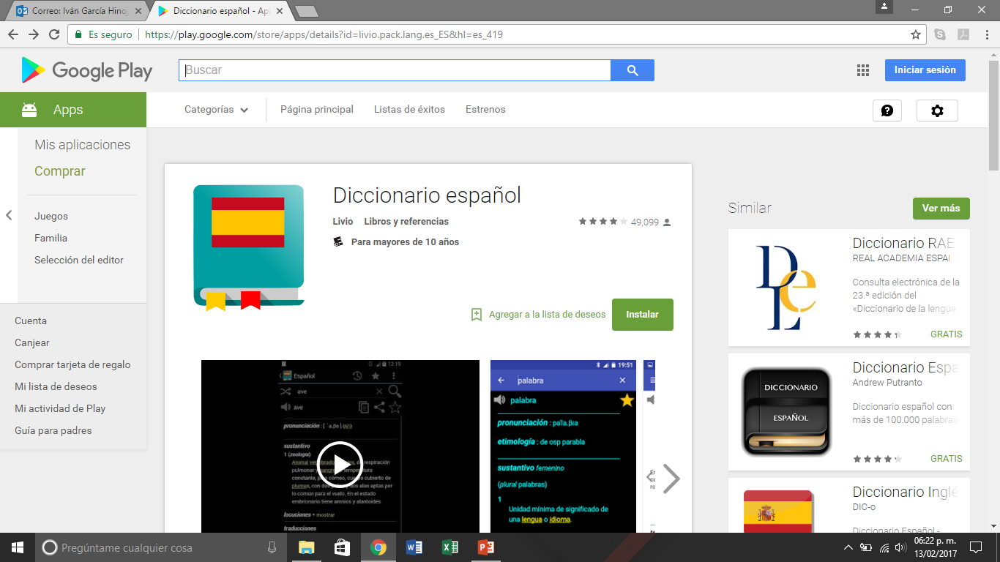 Correo: Iván García Hinoj
Diccionario español - Apl
Es seguro
https://play.google.com/store/apps/details?id=livio.pack.lang.es_ES&hl=es_419
Google Play
Buscar
Iniciar sesión
Apps
Categorías
Página principal
Listas de éxitos
Estrenos
Mis aplicaciones
Comprar
Juegos
Familia
Selección del editor
Cuenta
Canjear
Comprar tarjeta de regalo
Mi lista de deseos
Mi actividad de Play
Guía para padres
Diccionario español
Livio Libros y referencias
49,099
Para mayores de 10 años
Agregar a la lista de deseos
Instalar
12:19
Español
ave
ave
pronunciación: [ ˈa.βe ] (AFI)
sustantivo
1 (zoología)
Animal vertebrado, de respiración
pulmonar y sangre temperatura
constante, pico córneo, cuerpo cubierto de
plumas, con dos patas y dos alas aptas por
lo común para el vuelo. En el estado
embrionario tiene amnios y alantoides
locuciones • mostrar
traducciones
19:51
palabra
palabra
pronunciación : pa'la.βɾa
etimología : de osp parabla
sustantivo femenino
(plural palabras)
1
Unidad mínima de significado de
una lengua o idioma.
Similar
Ver más
Diccionario RAE
REAL ACADEMIA ESPAÑ
Consulta electrónica de la
23.ª edición del
«Diccionario de la lengua
GRATIS
DLe
Diccionario Espa
Andrew Putranto
Diccionario español con
más de 100.000 palabras
GRATIS
DICCIONARIO
ESPAÑOL
Diccionario Inglé
DIC-o
Diccionario Español -
Pregúntame cualquier cosa
06:22 p. m.
13/02/2017